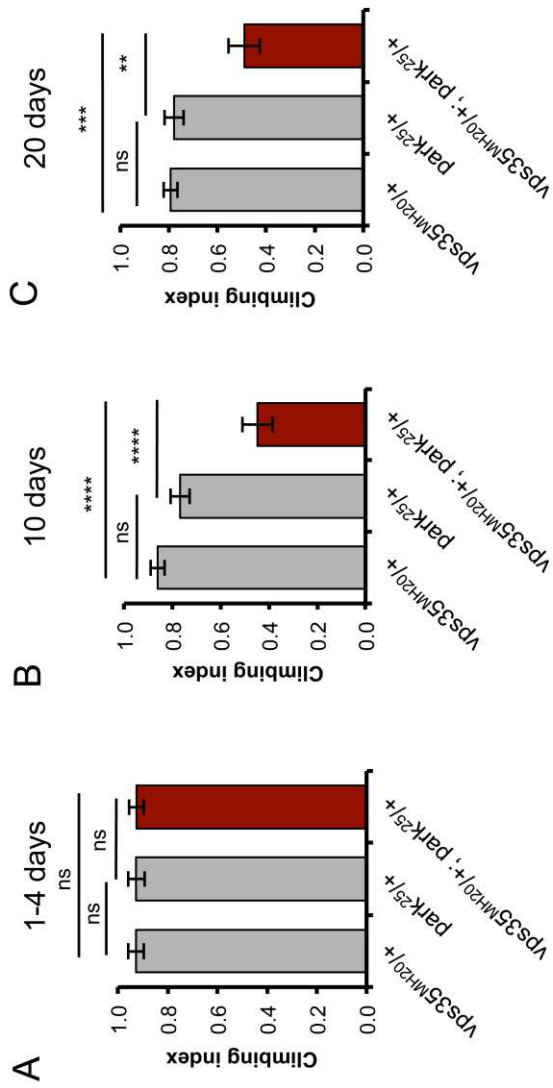 A
1-4 days
ns
ns
ns
Climbing index
1.0
0.8
0.6
0.4
0.2
0.0
vps35MH20/+
park25/+
vps35MH20/+; park25/+
B
10 days
****
ns
****
Climbing index
1.0
0.8
0.6
0.4
0.2
0.0
vps35MH20/+
park25/+
vps35MH20/+; park25/+
C
20 days
***
ns
**
Climbing index
1.0
0.8
0.6
0.4
0.2
0.0
vps35MH20/+
park25/+
vps35MH20/+; park25/+